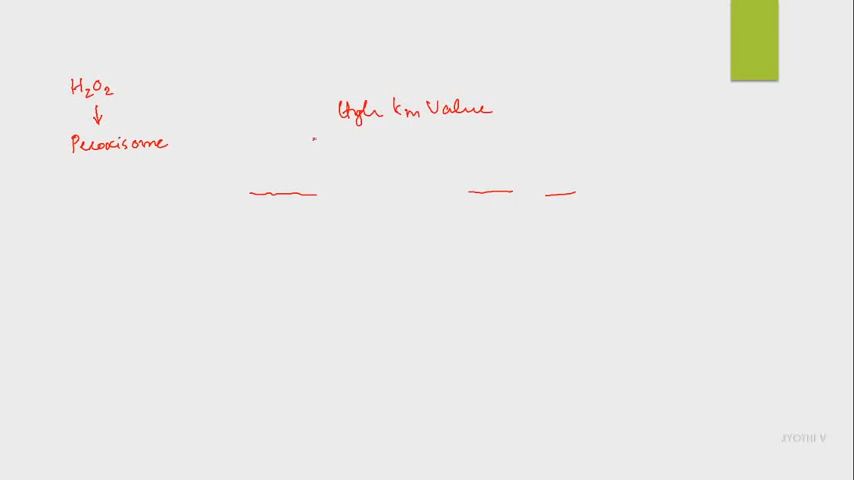 H2O2
↓
Peroxisome
High km Value
JYOTHI V